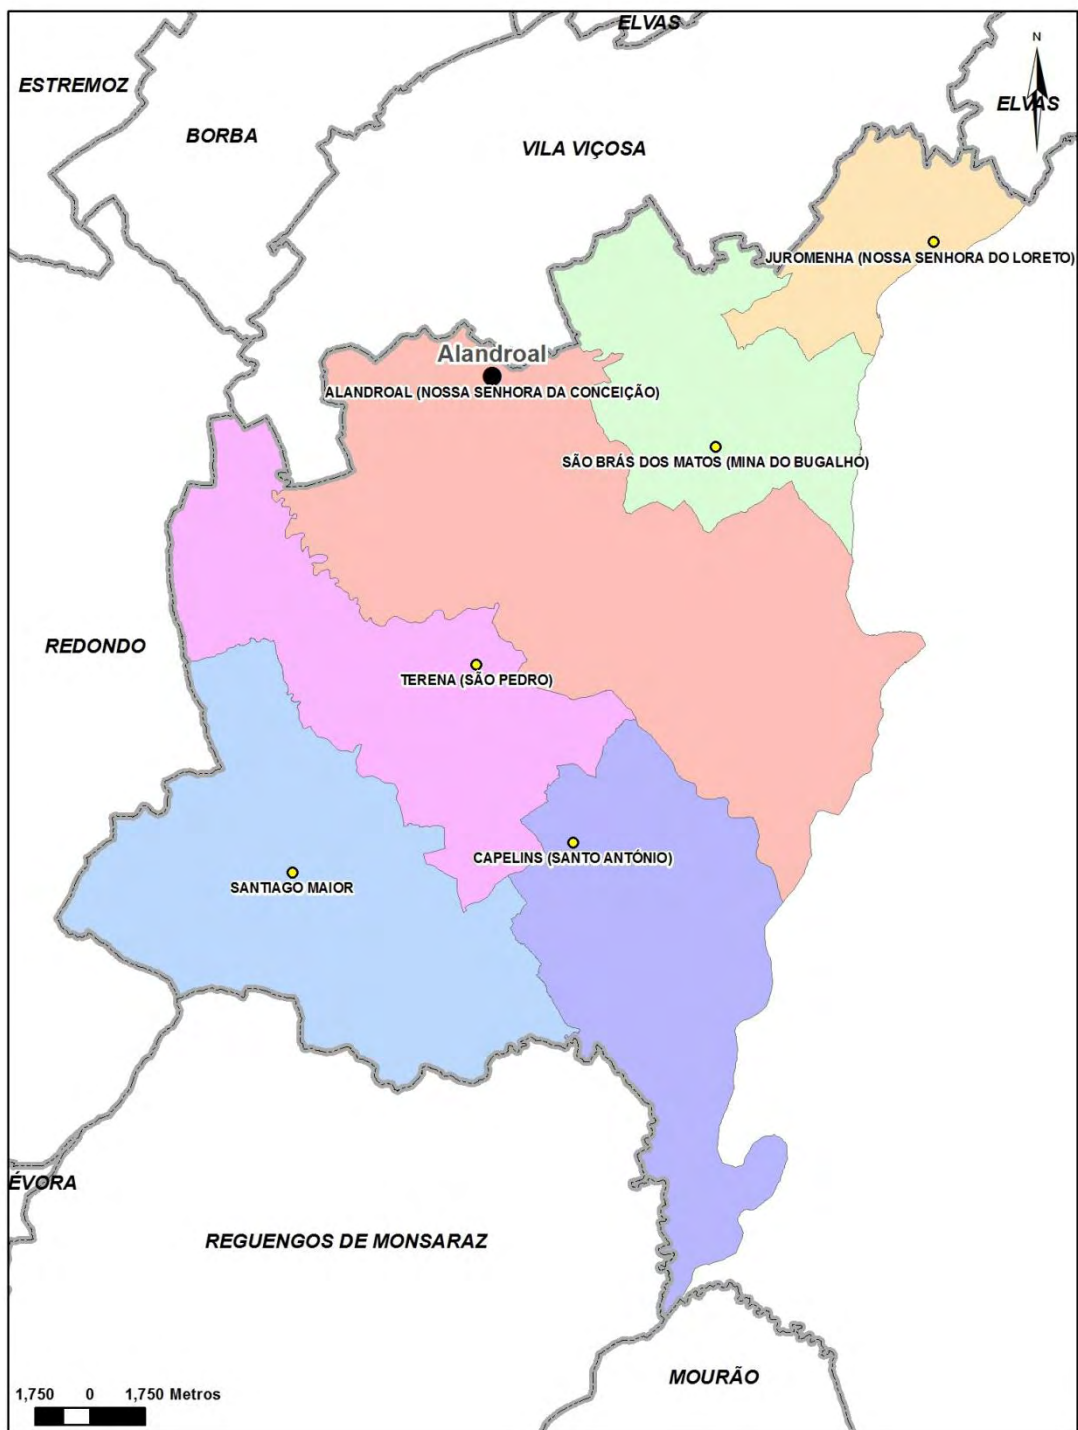 ELVAS
N
ESTREMOZ
ELVAS
BORBA
VILA VIÇOSA
JUROMENHA (NOSSA SENHORA DO LORETO)
Alandroal
ALANDROAL (NOSSA SENHORA DA CONCEIÇÃO)
SÃO BRÁS DOS MATOS (MINA DO BUGALHO)
REDONDO
TERENA (SÃO PEDRO)
CAPELINS (SANTO ANTÓNIO)
SANTIAGO MAIOR
ÉVORA
REGUENGOS DE MONSARAZ
MOURÃO
1,750 0 1,750 Metros